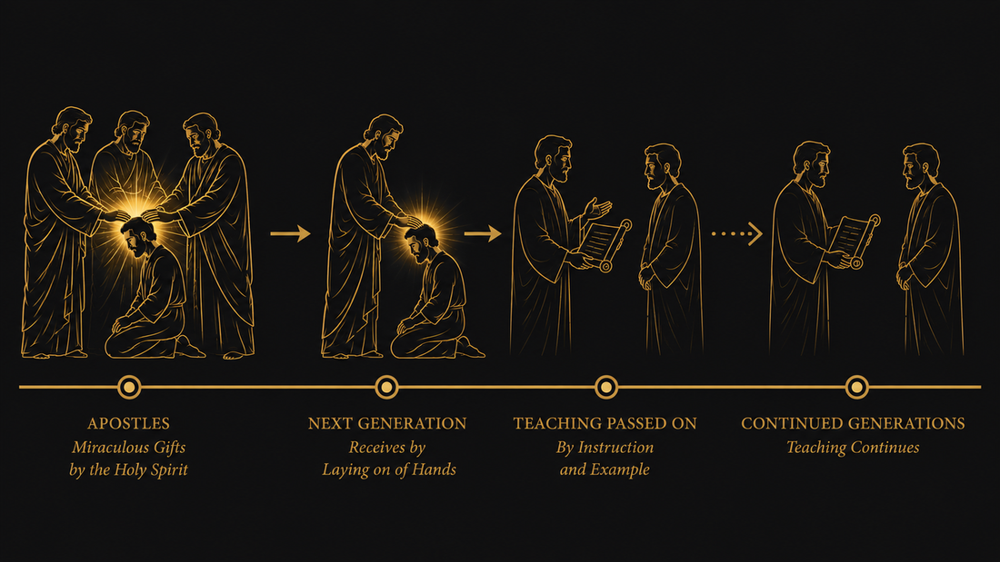 APOSTLES
Miraculous Gifts
by the Holy Spirit
NEXT GENERATION
Receives by
Laying on of Hands
TEACHING PASSED ON
By Instruction
and Example
CONTINUED GENERATIONS
Teaching Continues